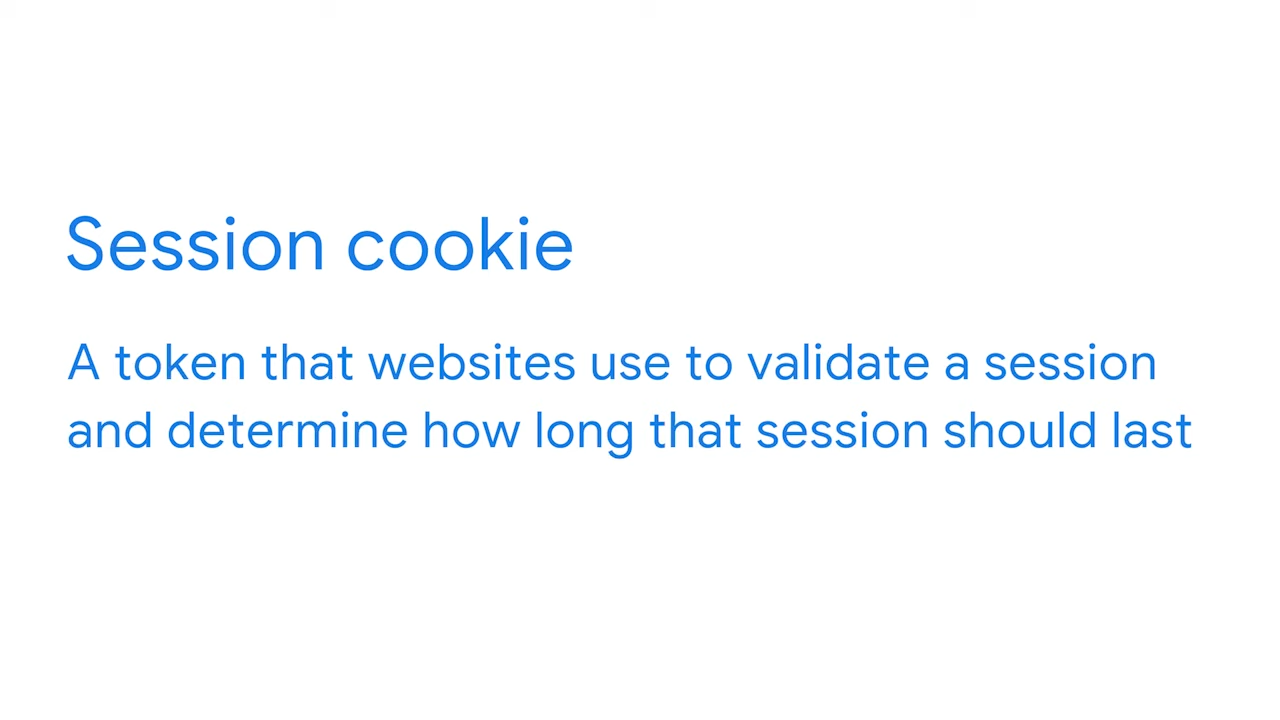 Session cookie
A token that websites use to validate a session
and determine how long that session should last